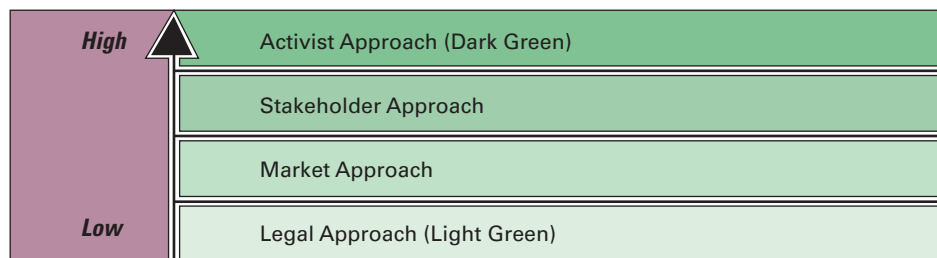 High
Activist Approach (Dark Green)
Stakeholder Approach
Market Approach
Low
Legal Approach (Light Green)